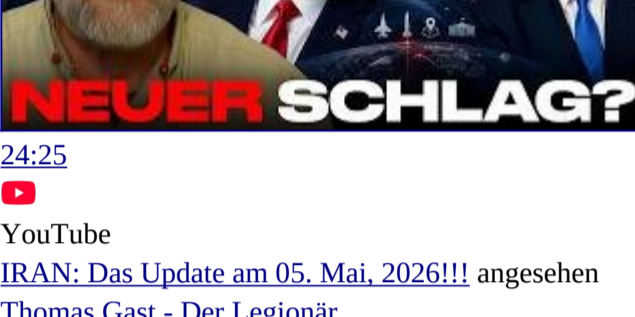 NEUER SCHLAG?
24:25
YouTube
IRAN: Das Update am 05. Mai, 2026!!! angesehen
Thomas Gast - Der Legionär